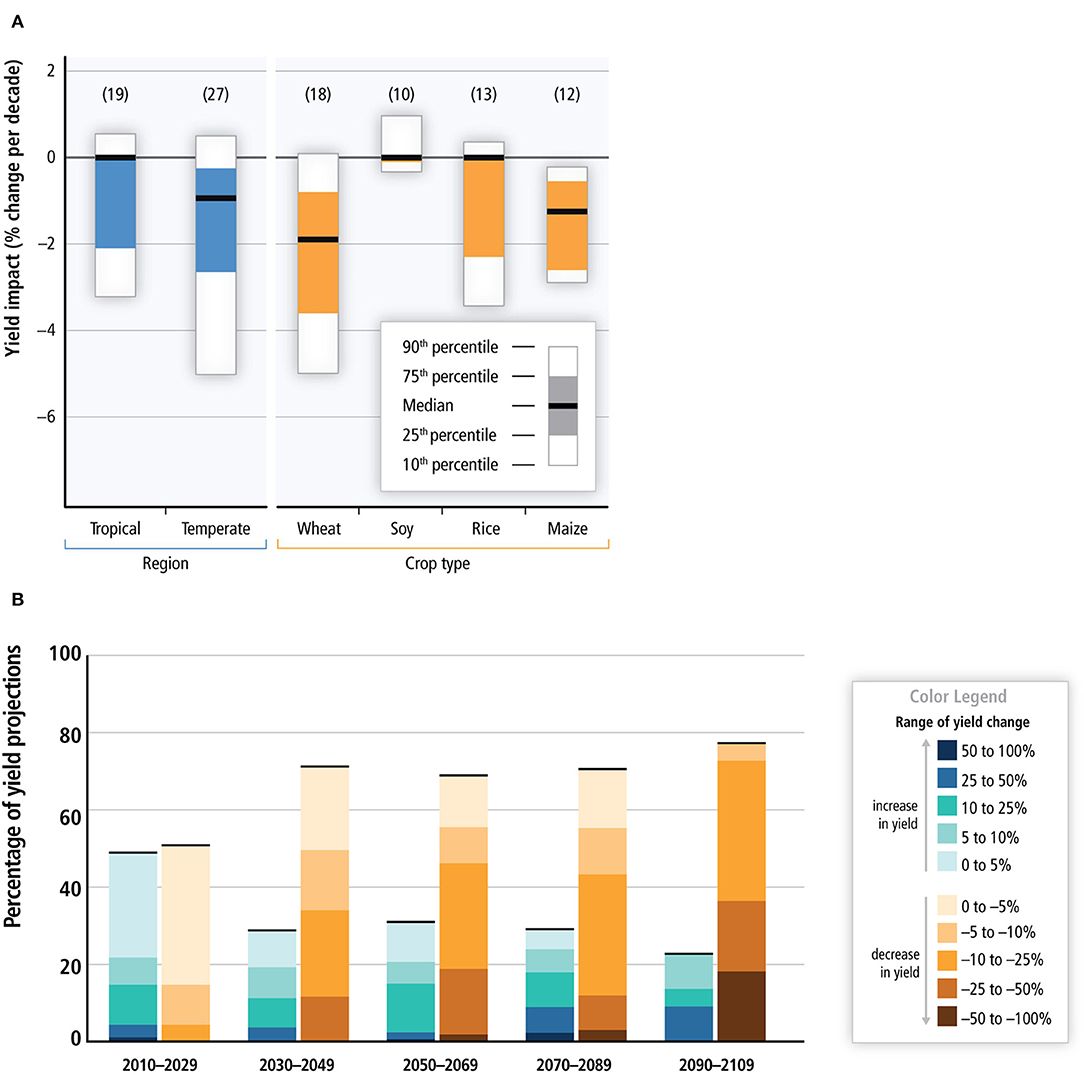 A
Yield impact (% change per decade)
2
0
–2
–4
–6
(19) (27) (18) (10) (13) (12)
90th percentile
75th percentile
Median
25th percentile
10th percentile
Tropical Temperate Wheat Soy Rice Maize
Region Crop type
B
Percentage of yield projections
100
80
60
40
20
0
2010–2029 2030–2049 2050–2069 2070–2089 2090–2109
Color Legend
Range of yield change
increase
in yield
50 to 100%
25 to 50%
10 to 25%
5 to 10%
0 to 5%
decrease
in yield
0 to –5%
–5 to –10%
–10 to –25%
–25 to –50%
–50 to –100%